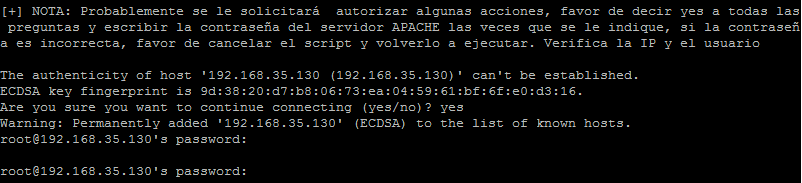 [+] NOTA: Probablemente se le solicitará  autorizar algunas acciones, favor de decir yes a todas las
 preguntas y escribir la contraseña del servidor APACHE las veces que se le indique, si la contraseñ
a es incorrecta, favor de cancelar el script y volverlo a ejecutar. Verifica la IP y el usuario
The authenticity of host '192.168.35.130 (192.168.35.130)' can't be established.
ECDSA key fingerprint is 9d:38:20:d7:b8:06:73:ea:04:59:61:bf:6f:e0:d3:16.
Are you sure you want to continue connecting (yes/no)? yes
Warning: Permanently added '192.168.35.130' (ECDSA) to the list of known hosts.
root@192.168.35.130's password:
root@192.168.35.130's password: